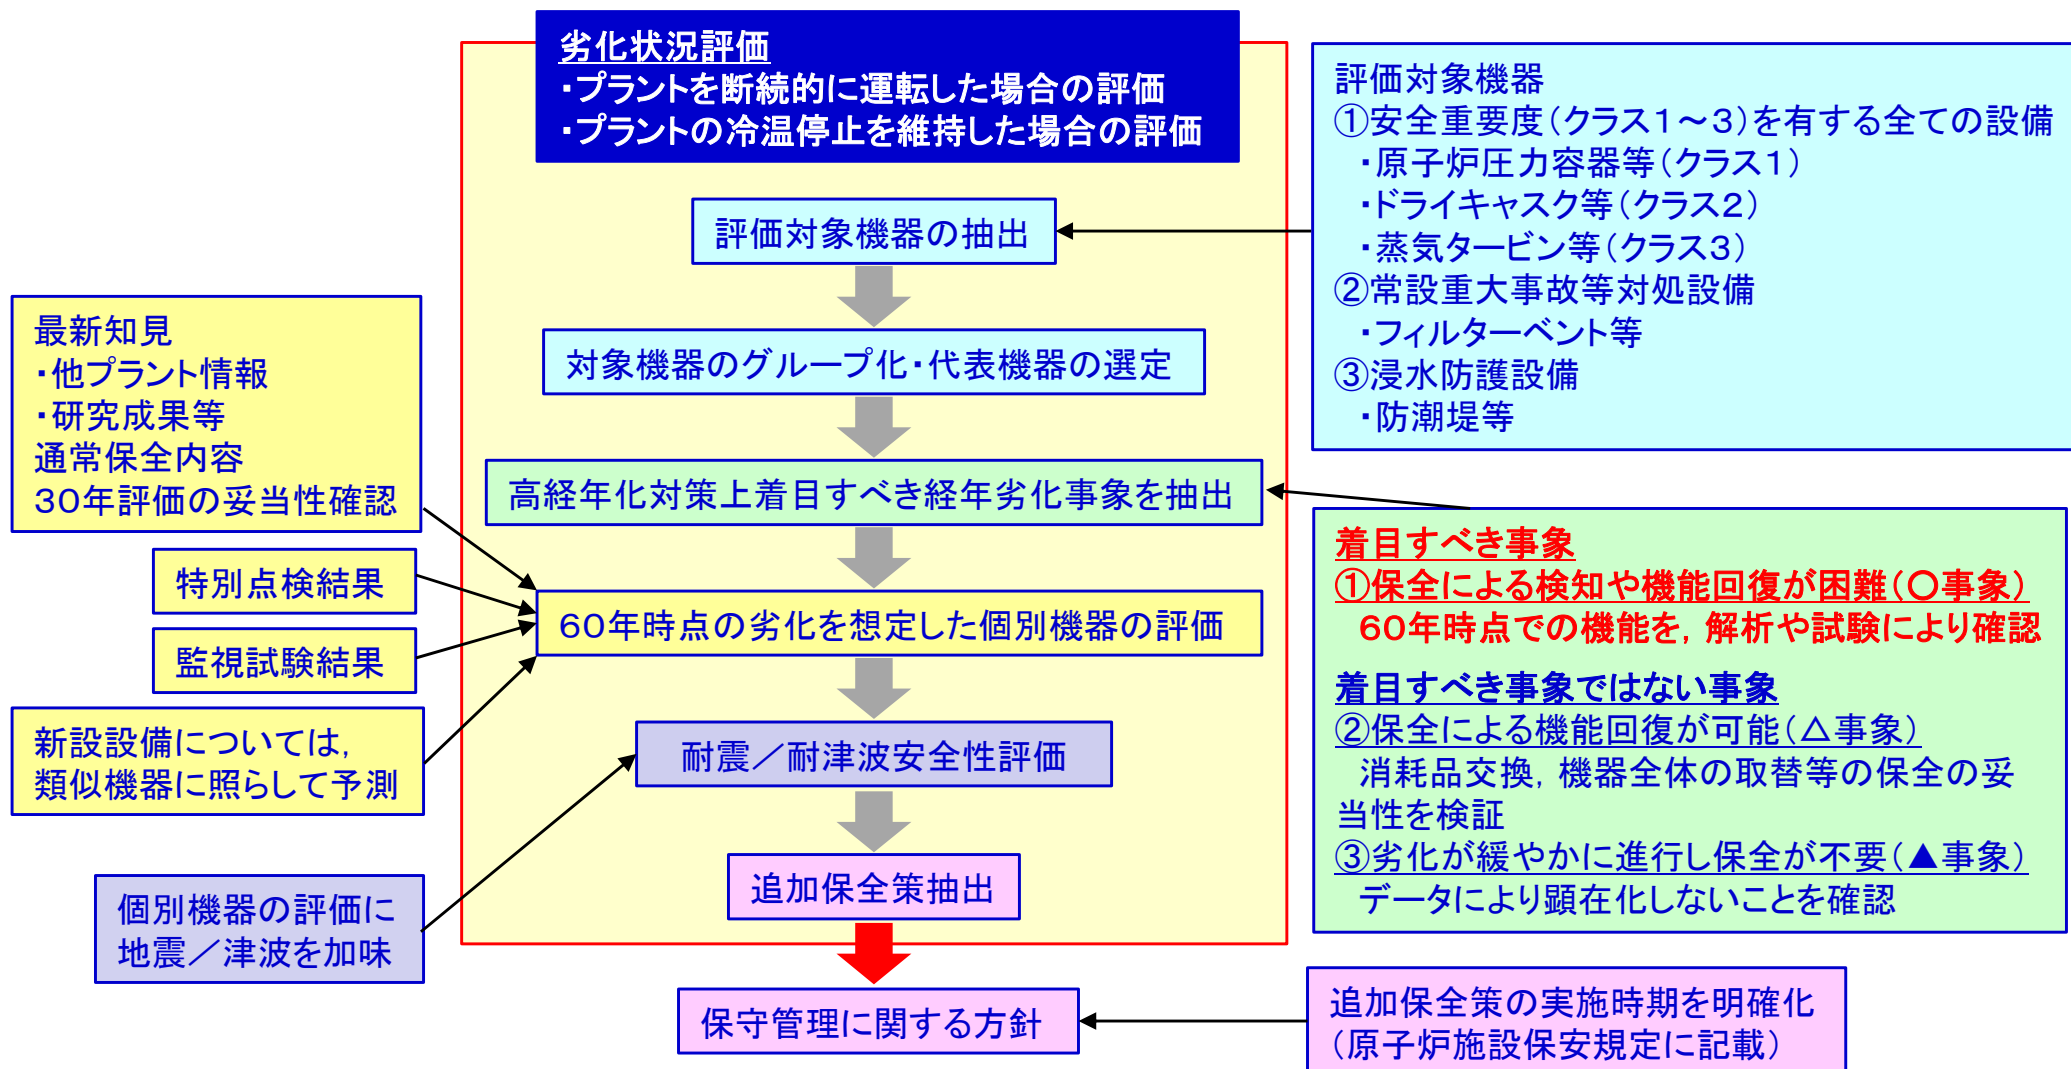 劣化状況評価
・プラントを断続的に運転した場合の評価
・プラントの冷温停止を維持した場合の評価
評価対象機器の抽出
対象機器のグループ化・代表機器の選定
高経年化対策上着目すべき経年劣化事象を抽出
60年時点の劣化を想定した個別機器の評価
耐震／耐津波安全性評価
追加保全策抽出
保守管理に関する方針
評価対象機器
①安全重要度（クラス１～３）を有する全ての設備
・原子炉圧力容器等（クラス１）
・ドライキャスク等（クラス２）
・蒸気タービン等（クラス３）
②常設重大事故等対処設備
・フィルターベント等
③浸水防護設備
・防潮堤等
最新知見
・他プラント情報
・研究成果等
通常保全内容
３０年評価の妥当性確認
特別点検結果
監視試験結果
新設設備については，
類似機器に照らして予測
個別機器の評価に
地震／津波を加味
着目すべき事象
①保全による検知や機能回復が困難（○事象）
６０年時点での機能を，解析や試験により確認
着目すべき事象ではない事象
②保全による機能回復が可能（△事象）
消耗品交換，機器全体の取替等の保全の妥
当性を検証
③劣化が緩やかに進行し保全が不要（▲事象）
データにより顕在化しないことを確認
追加保全策の実施時期を明確化
（原子炉施設保安規定に記載）